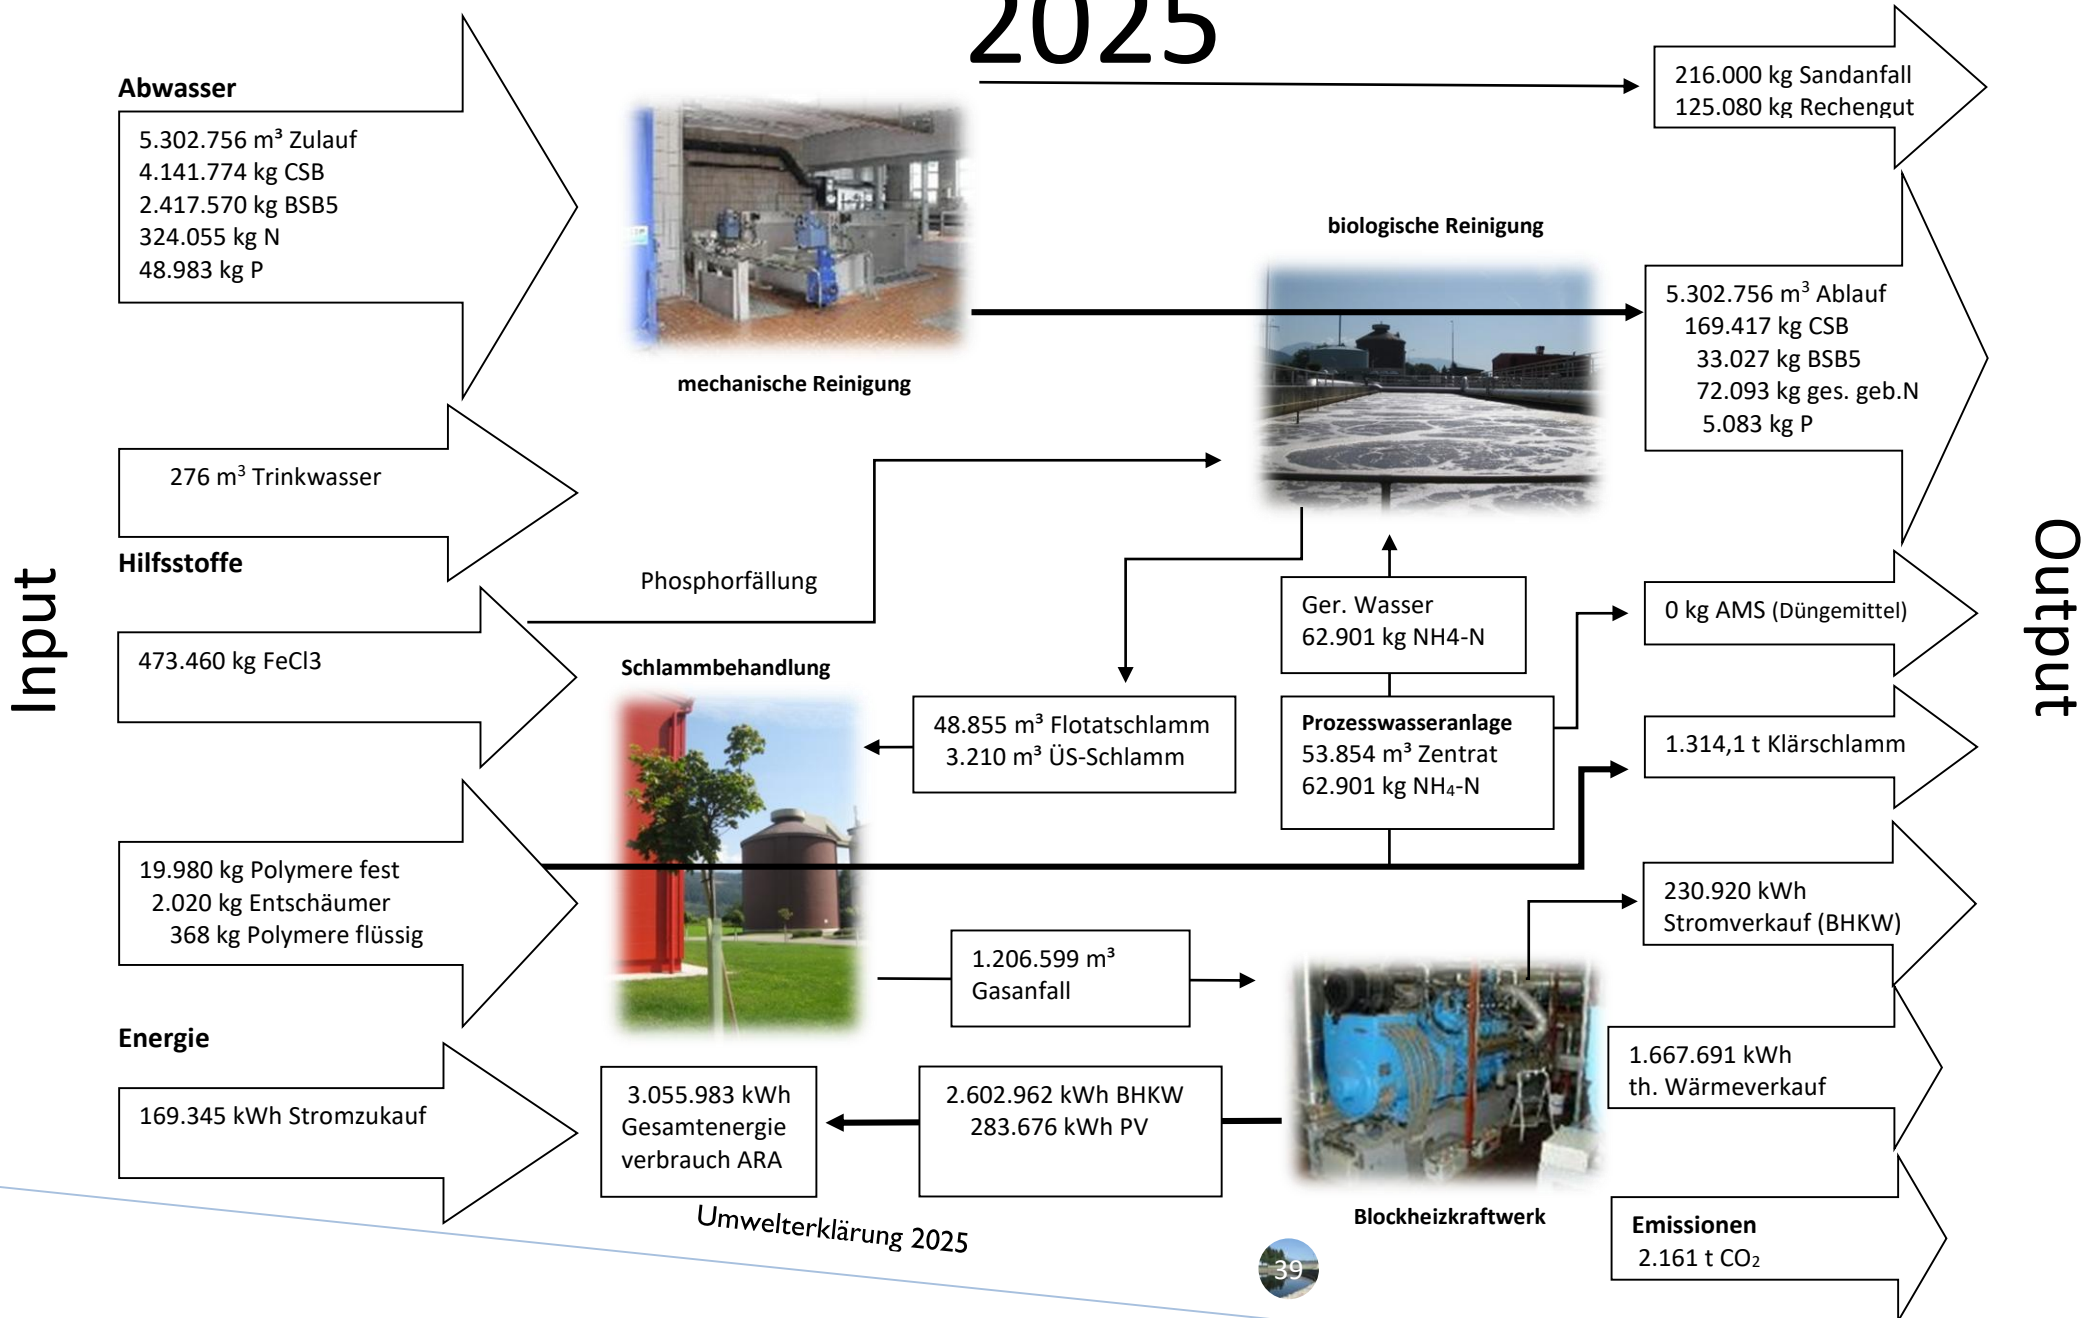 2025
Input
Abwasser
5.302.756 m³ Zulauf
4.141.774 kg CSB
2.417.570 kg BSB5
324.055 kg N
48.983 kg P
276 m³ Trinkwasser
Hilfsstoffe
473.460 kg FeCl3
19.980 kg Polymere fest
2.020 kg Entschäumer
368 kg Polymere flüssig
Energie
169.345 kWh Stromzukauf
mechanische Reinigung
Phosphorfällung
biologische Reinigung
Schlammbehandlung
48.855 m³ Flotatschlamm
3.210 m³ ÜS-Schlamm
Ger. Wasser
62.901 kg NH4-N
Prozesswasseranlage
53.854 m³ Zentrat
62.901 kg NH₄-N
1.206.599 m³
Gasanfall
3.055.983 kWh
Gesamtenergie
verbrauch ARA
2.602.962 kWh BHKW
283.676 kWh PV
Blockheizkraftwerk
Output
216.000 kg Sandanfall
125.080 kg Rechengut
5.302.756 m³ Ablauf
169.417 kg CSB
33.027 kg BSB5
72.093 kg ges. geb.N
5.083 kg P
0 kg AMS (Düngemittel)
1.314,1 t Klärschlamm
230.920 kWh
Stromverkauf (BHKW)
1.667.691 kWh
th. Wärmeverkauf
Emissionen
2.161 t CO₂
Umwelterklärung 2025
39